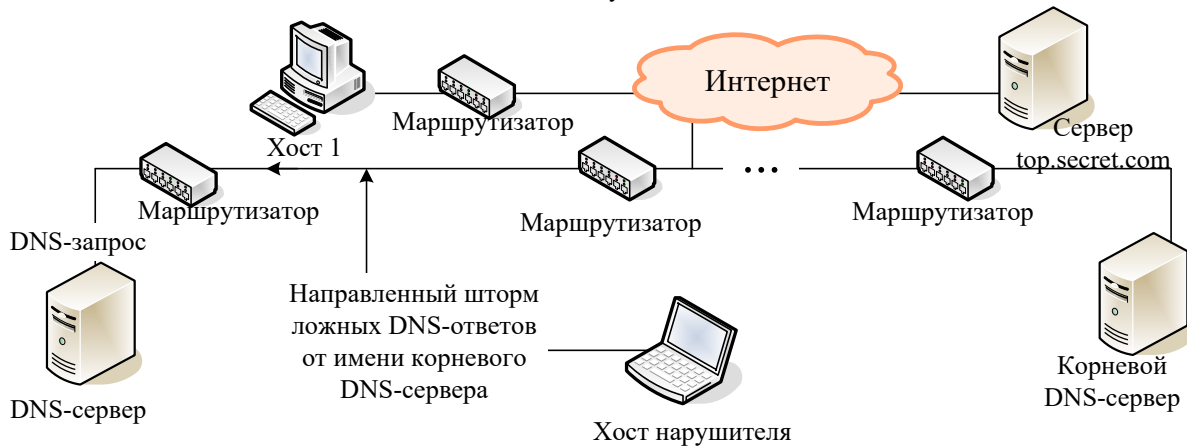 Интернет
Маршрутизатор
Хост 1
Сервер
top.secret.com
Маршрутизатор
Маршрутизатор
Маршрутизатор
DNS-запрос
Направленный шторм
ложных DNS-ответов
от имени корневого
DNS-сервера
DNS-сервер
Корневой
DNS-сервер
Хост нарушителя